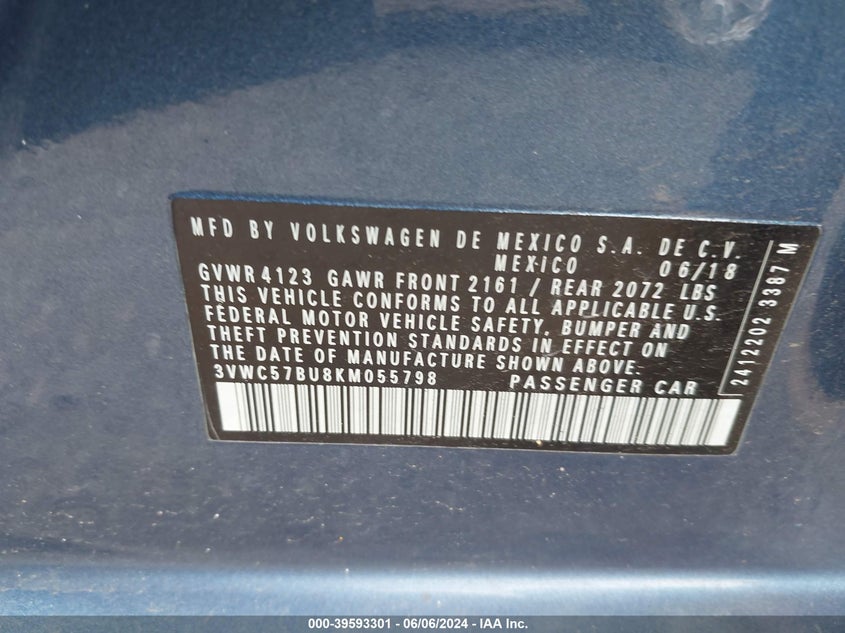 MFD BY VOLKSWAGEN DE MEXICO S.A. DE C.V.
MEXICO 06/18
GVWR 4123 GAWR FRONT 2161 / REAR 2072 LBS
THIS VEHICLE CONFORMS TO ALL APPLICABLE U.S.
FEDERAL MOTOR VEHICLE SAFETY, BUMPER AND
THEFT PREVENTION STANDARDS IN EFFECT ON
THE DATE OF MANUFACTURE SHOWN ABOVE.
3VWC57BU8KM055798 PASSENGER CAR
2412202 3387 M
000-39593301 - 06/06/2024 - IAA Inc.